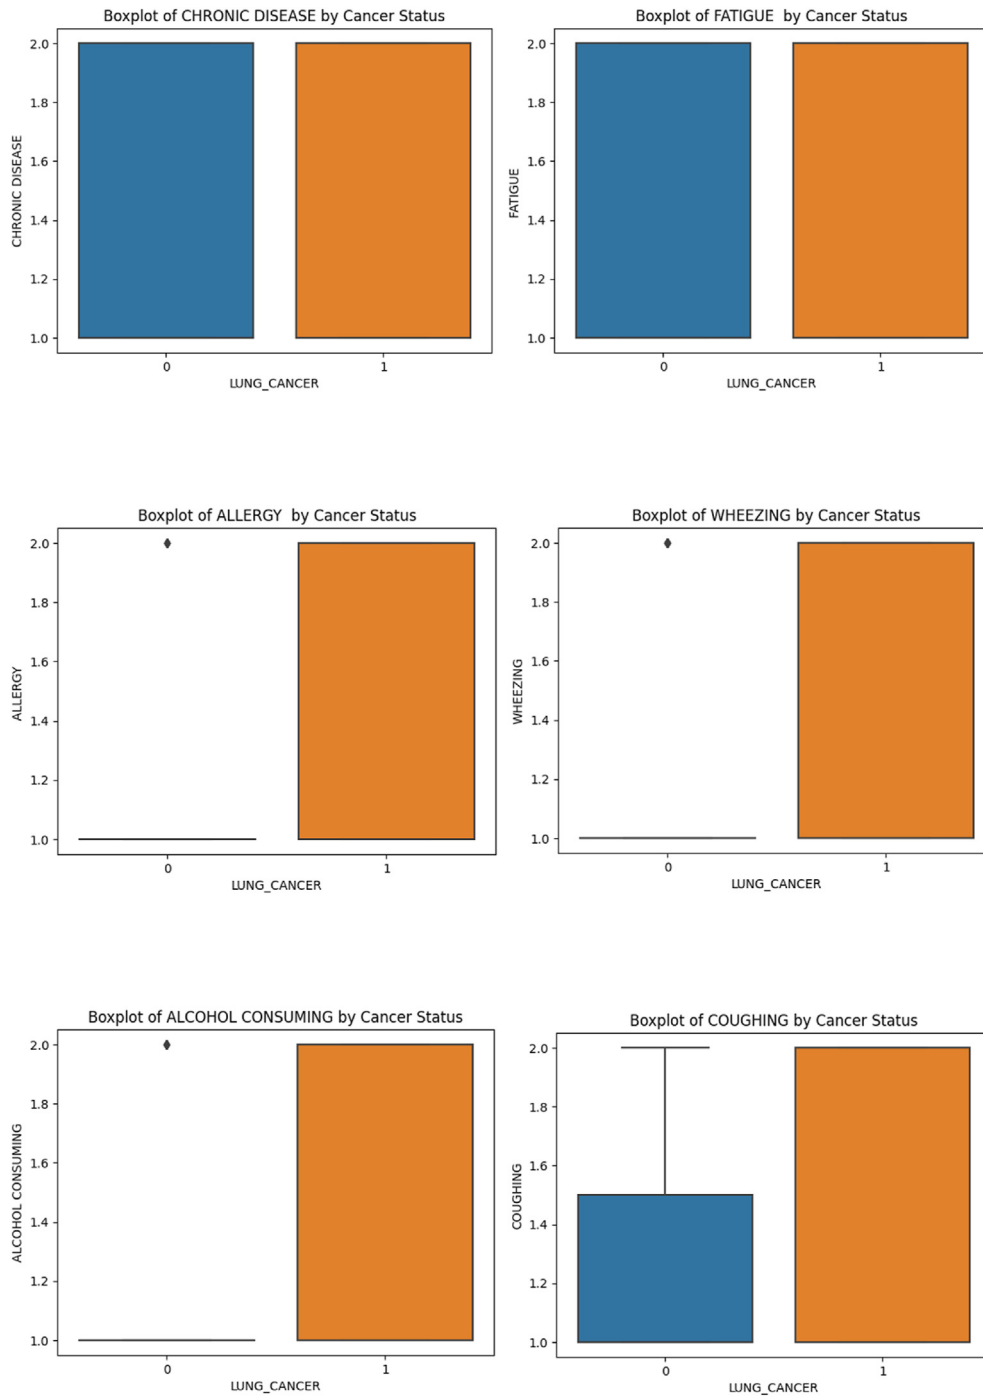 Boxplot of CHRONIC DISEASE by Cancer Status
2.0
1.8
1.6
1.4
1.2
1.0
CHRONIC DISEASE
0 1
LUNG_CANCER
Boxplot of FATIGUE  by Cancer Status
2.0
1.8
1.6
1.4
1.2
1.0
FATIGUE
0 1
LUNG_CANCER
Boxplot of ALLERGY  by Cancer Status
2.0
1.8
1.6
1.4
1.2
1.0
ALLERGY
0 1
LUNG_CANCER
Boxplot of WHEEZING by Cancer Status
2.0
1.8
1.6
1.4
1.2
1.0
WHEEZING
0 1
LUNG_CANCER
Boxplot of ALCOHOL CONSUMING by Cancer Status
2.0
1.8
1.6
1.4
1.2
1.0
ALCOHOL CONSUMING
0 1
LUNG_CANCER
Boxplot of COUGHING by Cancer Status
2.0
1.8
1.6
1.4
1.2
1.0
COUGHING
0 1
LUNG_CANCER